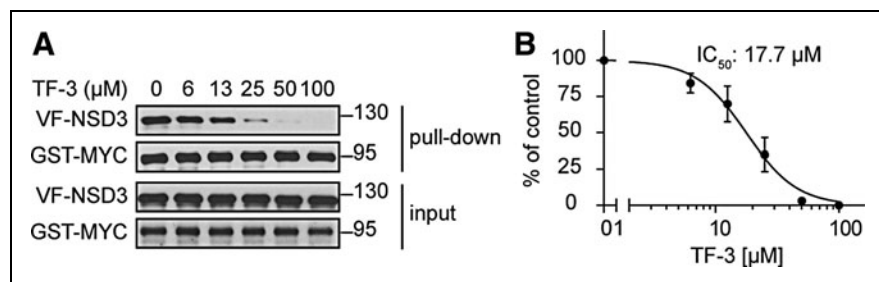 A
TF-3 (µM) 0 6 13 25 50 100
VF-NSD3 –130
GST-MYC –95
pull-down
VF-NSD3 –130
GST-MYC –95
input
B
IC50: 17.7 µM
% of control
100
75
50
25
0
01 10 100
TF-3 [µM]